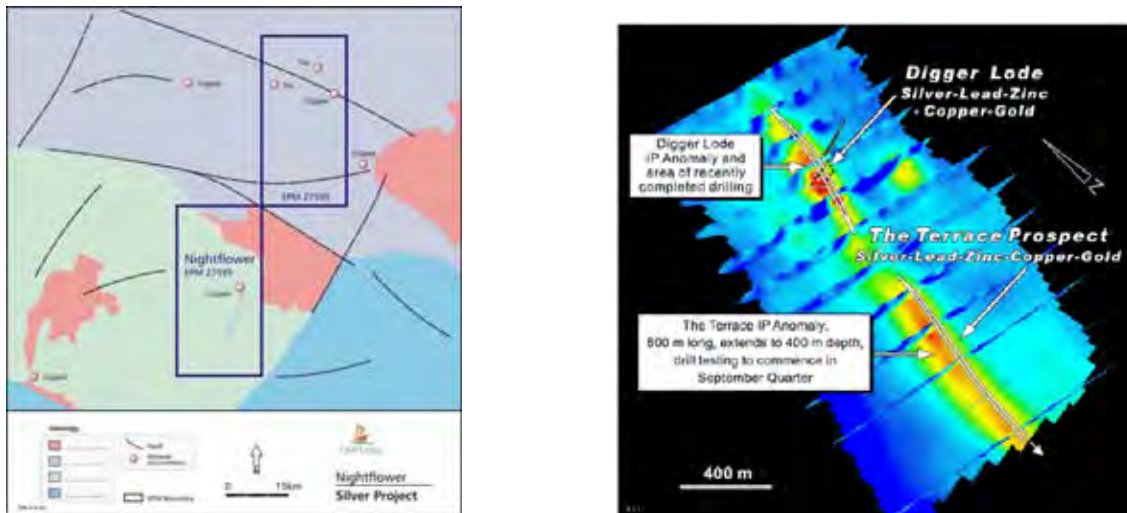 Copper
Tin
Tin
Copper
Copper
EPM 27595
Nightflower
EPM 27595
Copper
Copper
Geology
Fault
Mineral
occurrences
EPM Boundary
N
0 15km
Nightflower
Silver Project
Digger Lode
Silver-Lead-Zinc
- Copper-Gold
Digger Lode
IP Anomaly and
area of recently
completed drilling
N
The Terrace Prospect
Silver-Lead-Zinc-Copper-Gold
The Terrace IP Anomaly,
800 m long, extends to 400 m depth,
drill testing to commence in
September Quarter
400 m